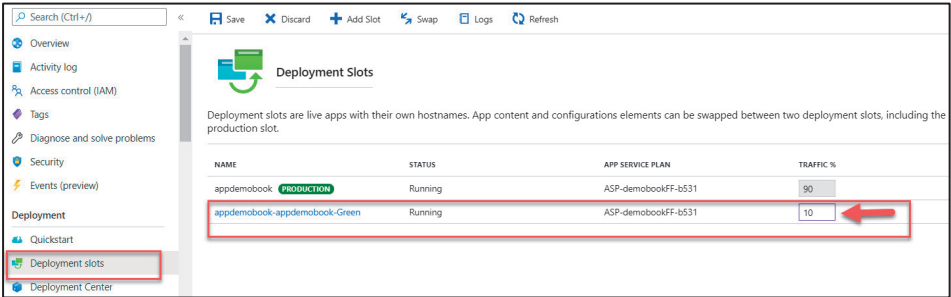 Search (Ctrl+/)
«
Save
Discard
Add Slot
Swap
Logs
Refresh
Overview
Activity log
Access control (IAM)
Tags
Diagnose and solve problems
Security
Events (preview)
Deployment
Quickstart
Deployment slots
Deployment Center
Deployment Slots
Deployment slots are live apps with their own hostnames. App content and configurations elements can be swapped between two deployment slots, including the
production slot.
NAME STATUS APP SERVICE PLAN TRAFFIC %
appdemobook PRODUCTION Running ASP-demobookFF-b531 90
appdemobook-appdemobook-Green Running ASP-demobookFF-b531 10